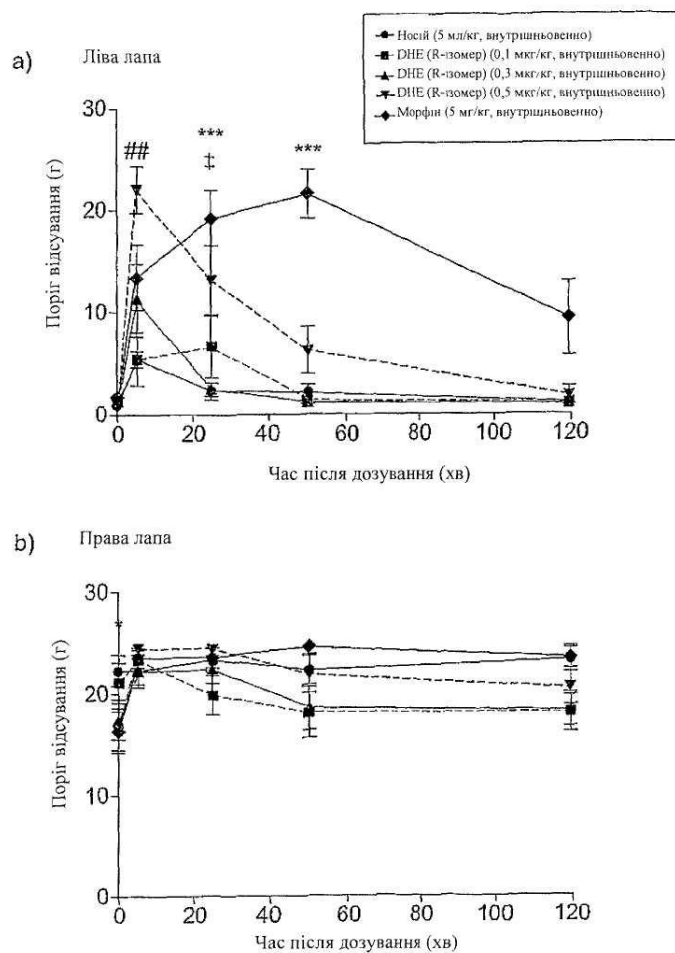 Носій (5 мл/кг, внутрішньовенно)
DHE (R-ізомер) (0,1 мкг/кг, внутрішньовенно)
DHE (R-ізомер) (0,3 мкг/кг, внутрішньовенно)
DHE (R-ізомер) (0,5 мкг/кг, внутрішньовенно)
Морфін (5 мг/кг, внутрішньовенно)
a) Ліва лапа
30
20
10
0
Поріг відсування (г)
##
***
‡
***
0 20 40 60 80 100 120
Час після дозування (хв)
b) Права лапа
30
20
10
0
Поріг відсування (г)
*
0 20 40 60 80 100 120
Час після дозування (хв)